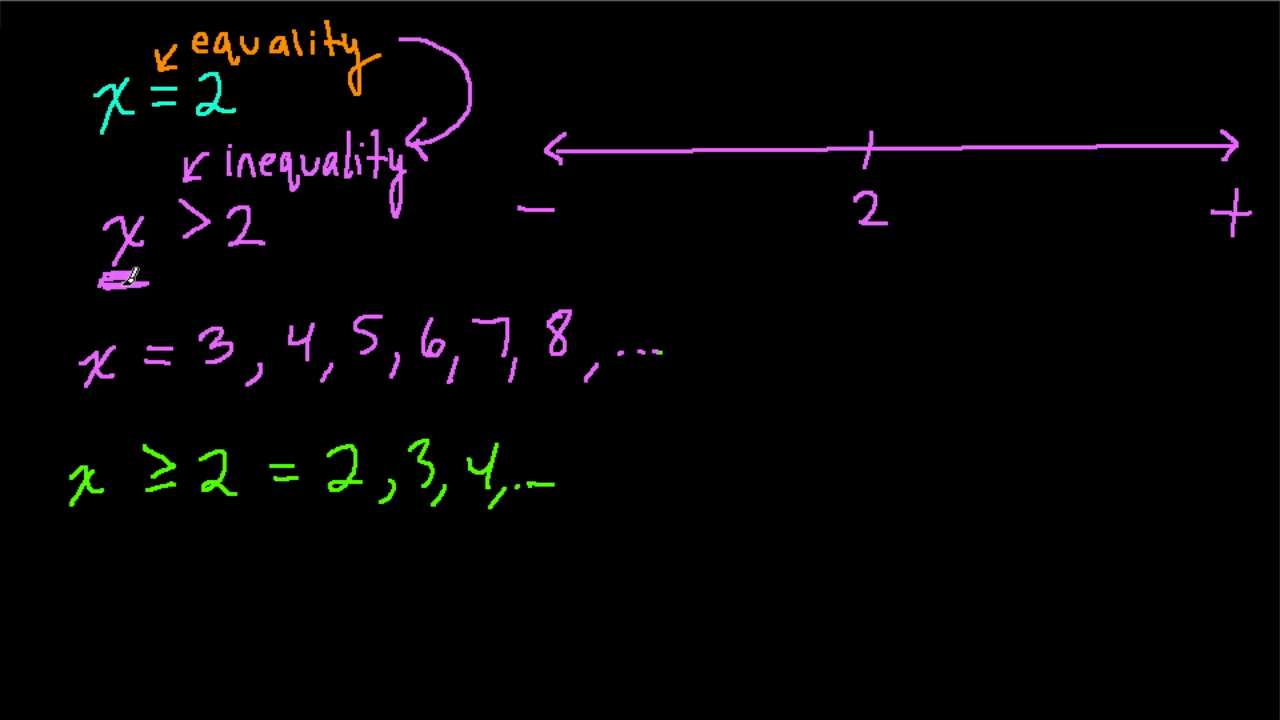 equality
x = 2
inequality
x > 2
- 2 +
x = 3, 4, 5, 6, 7, 8, ...
x ≥ 2 = 2, 3, 4, ...